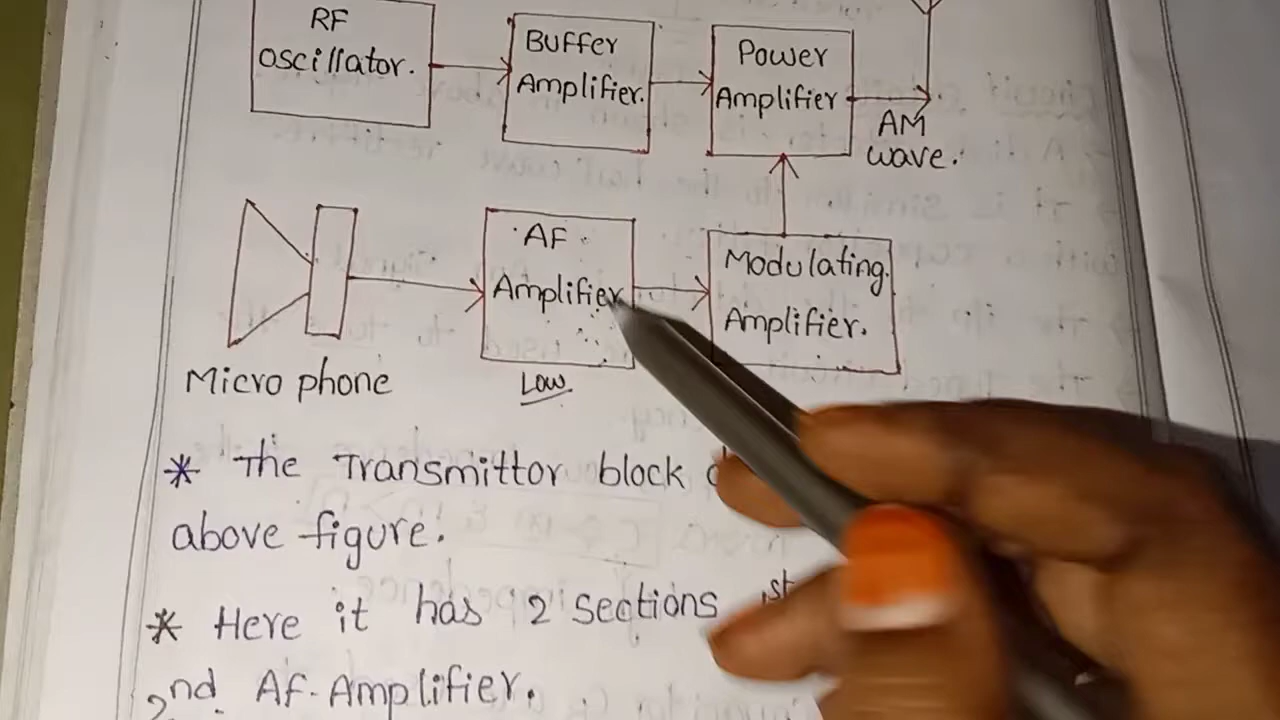 RF
Oscillator.
Buffer
Amplifier.
Power
Amplifier
AM
wave.
AF
Amplifier
Low
Modulating
Amplifier.
Micro phone
* The Transmittor block
above figure.
* Here it has 2 sections 1st
2nd AF-Amplifier.